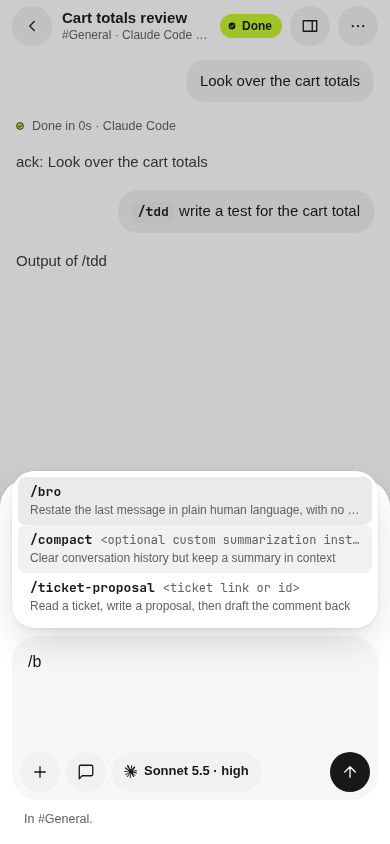 Cart totals review
#General · Claude Code …
Done
Look over the cart totals
Done in 0s · Claude Code
ack: Look over the cart totals
/tdd write a test for the cart total
Output of /tdd
/bro
Restate the last message in plain human language, with no …
/compact <optional custom summarization inst…
Clear conversation history but keep a summary in context
/ticket-proposal <ticket link or id>
Read a ticket, write a proposal, then draft the comment back
/b
Sonnet 5.5 · high
In #General.